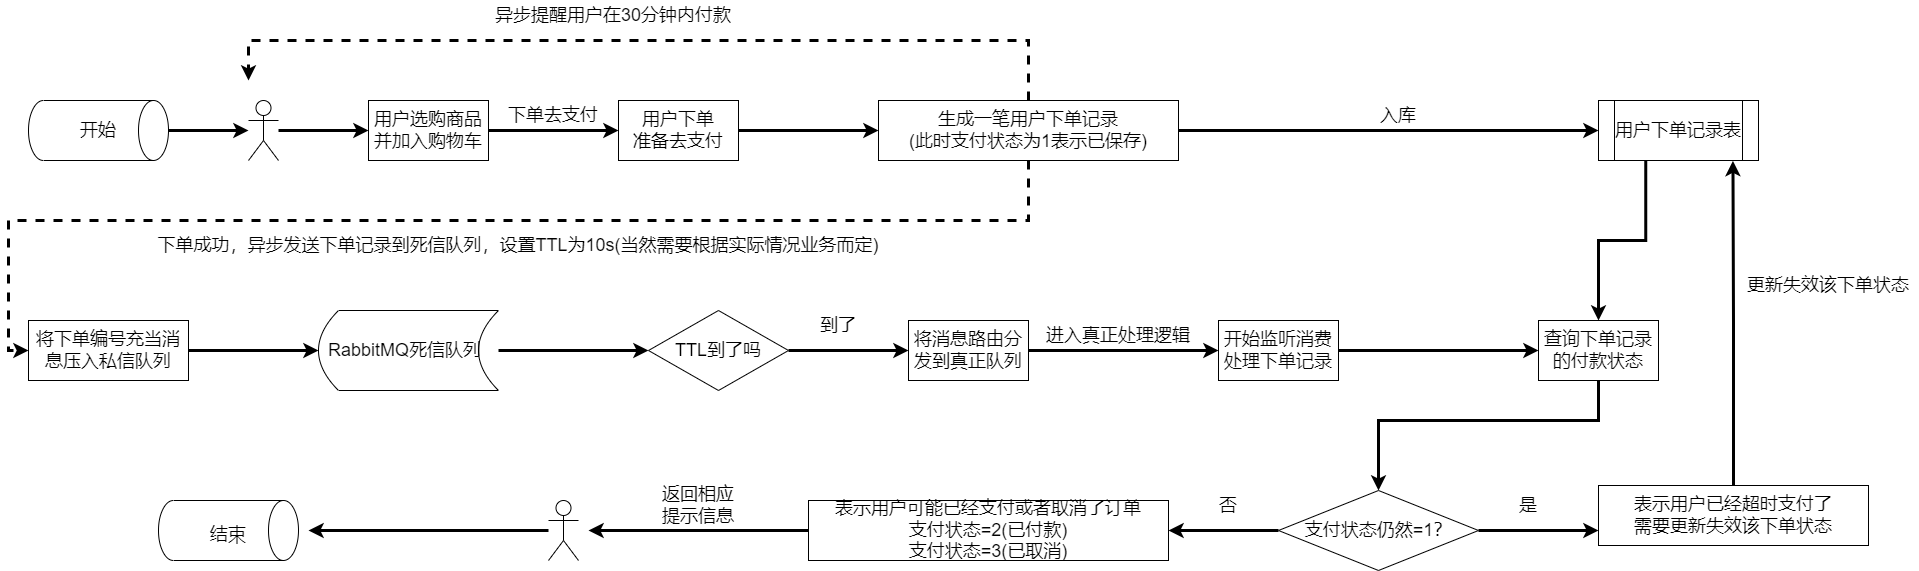 异步提醒用户在30分钟内付款
开始
用户选购商品
并加入购物车
下单去支付
用户下单
准备去支付
生成一笔用户下单记录
(此时支付状态为1表示已保存)
入库
用户下单记录表
下单成功，异步发送下单记录到死信队列，设置TTL为10s(当然需要根据实际情况业务而定)
更新失效该下单状态
将下单编号充当消
息压入私信队列
RabbitMQ死信队列
TTL到了吗
到了
将消息路由分
发到真正队列
进入真正处理逻辑
开始监听消费
处理下单记录
查询下单记录
的付款状态
结束
返回相应
提示信息
表示用户可能已经支付或者取消了订单
支付状态=2(已付款)
支付状态=3(已取消)
否
支付状态仍然=1？
是
表示用户已经超时支付了
需要更新失效该下单状态